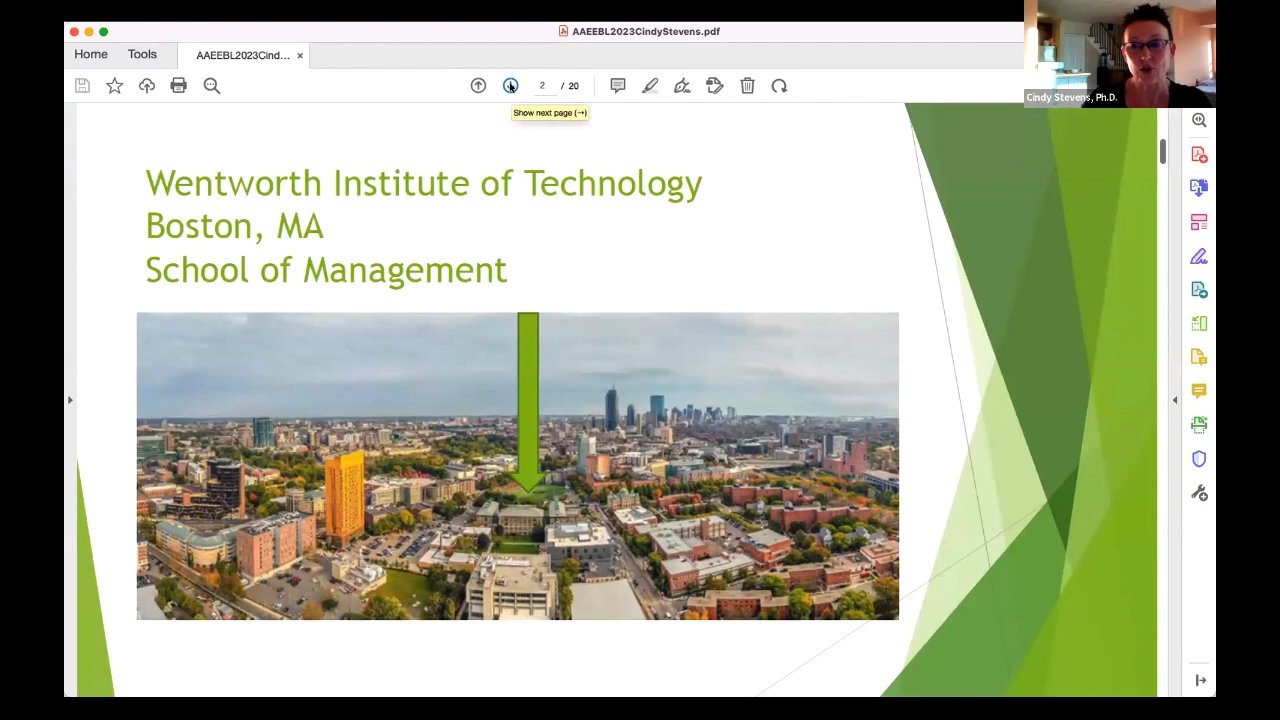 AAEEBL2023CindyStevens.pdf
Home
Tools
AAEEBL2023Cind... ×
2 / 20
Show next page (→)
Cindy Stevens, Ph.D.
Wentworth Institute of Technology
Boston, MA
School of Management